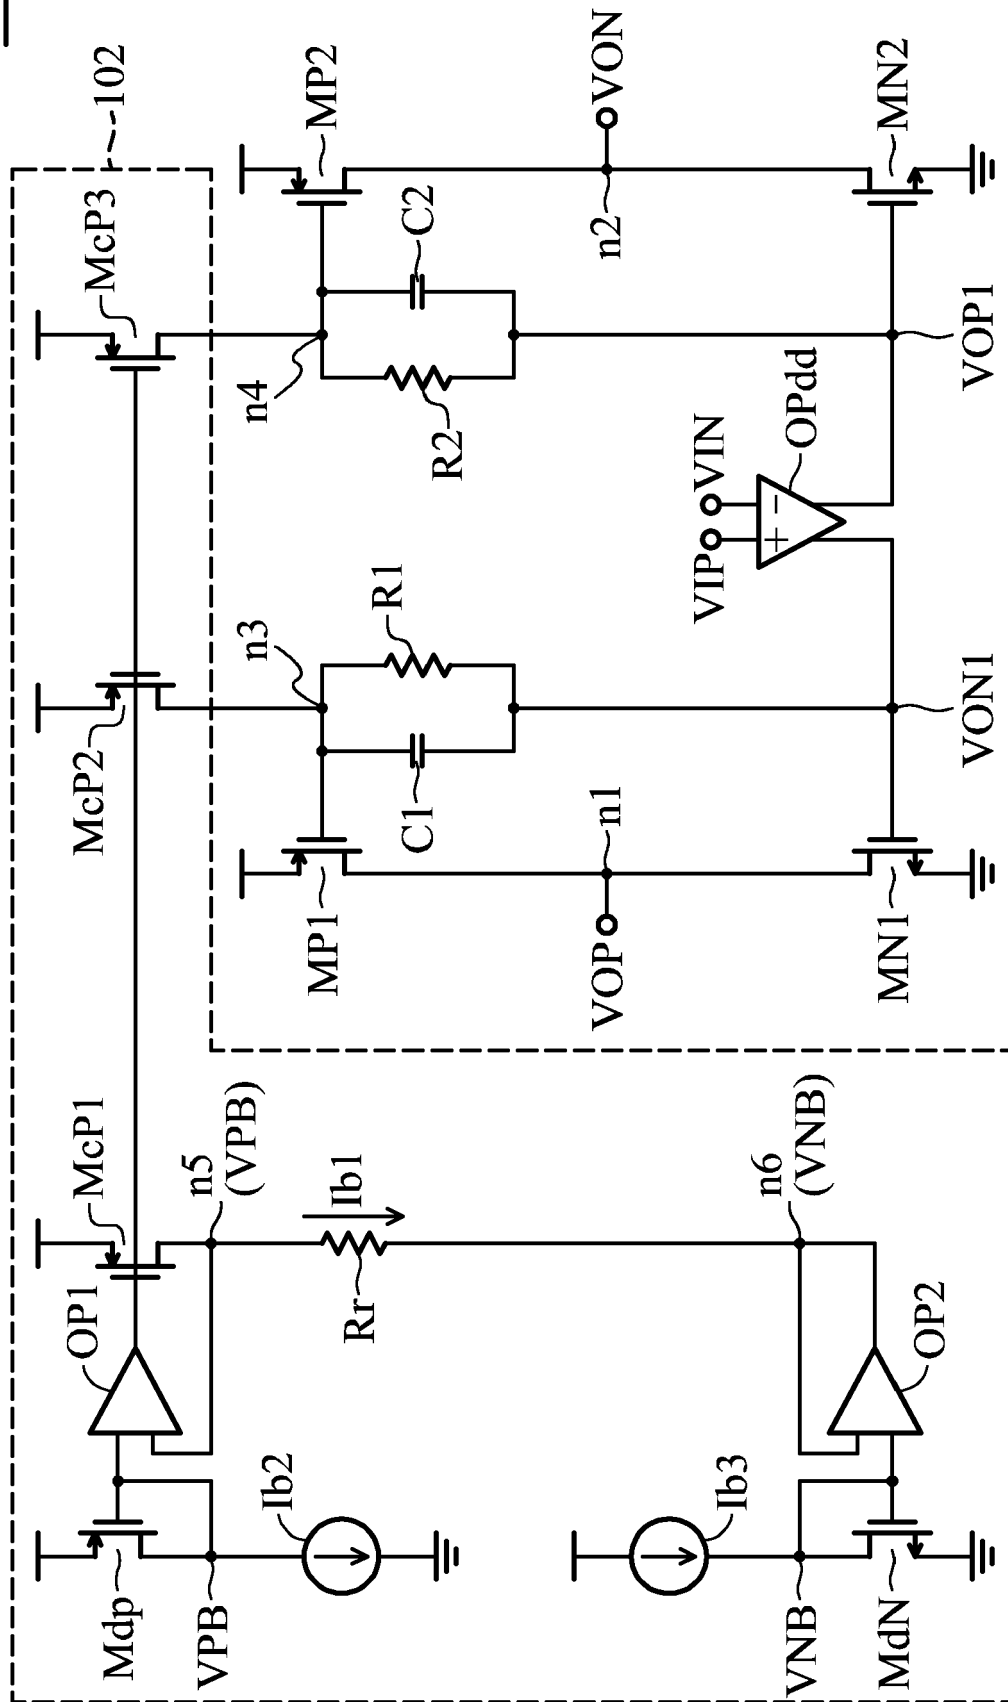 102
McP1
McP2
McP3
OP1
Mdp
VPB
Ib2
n5
(VPB)
Ib1
Rr
n6
(VNB)
Ib3
VNB
MdN
OP2
n3
n4
MP1
C1
R1
R2
C2
MP2
VOP
n1
VIP
VIN
+
−
OPdd
n2
VON
MN1
VON1
VOP1
MN2